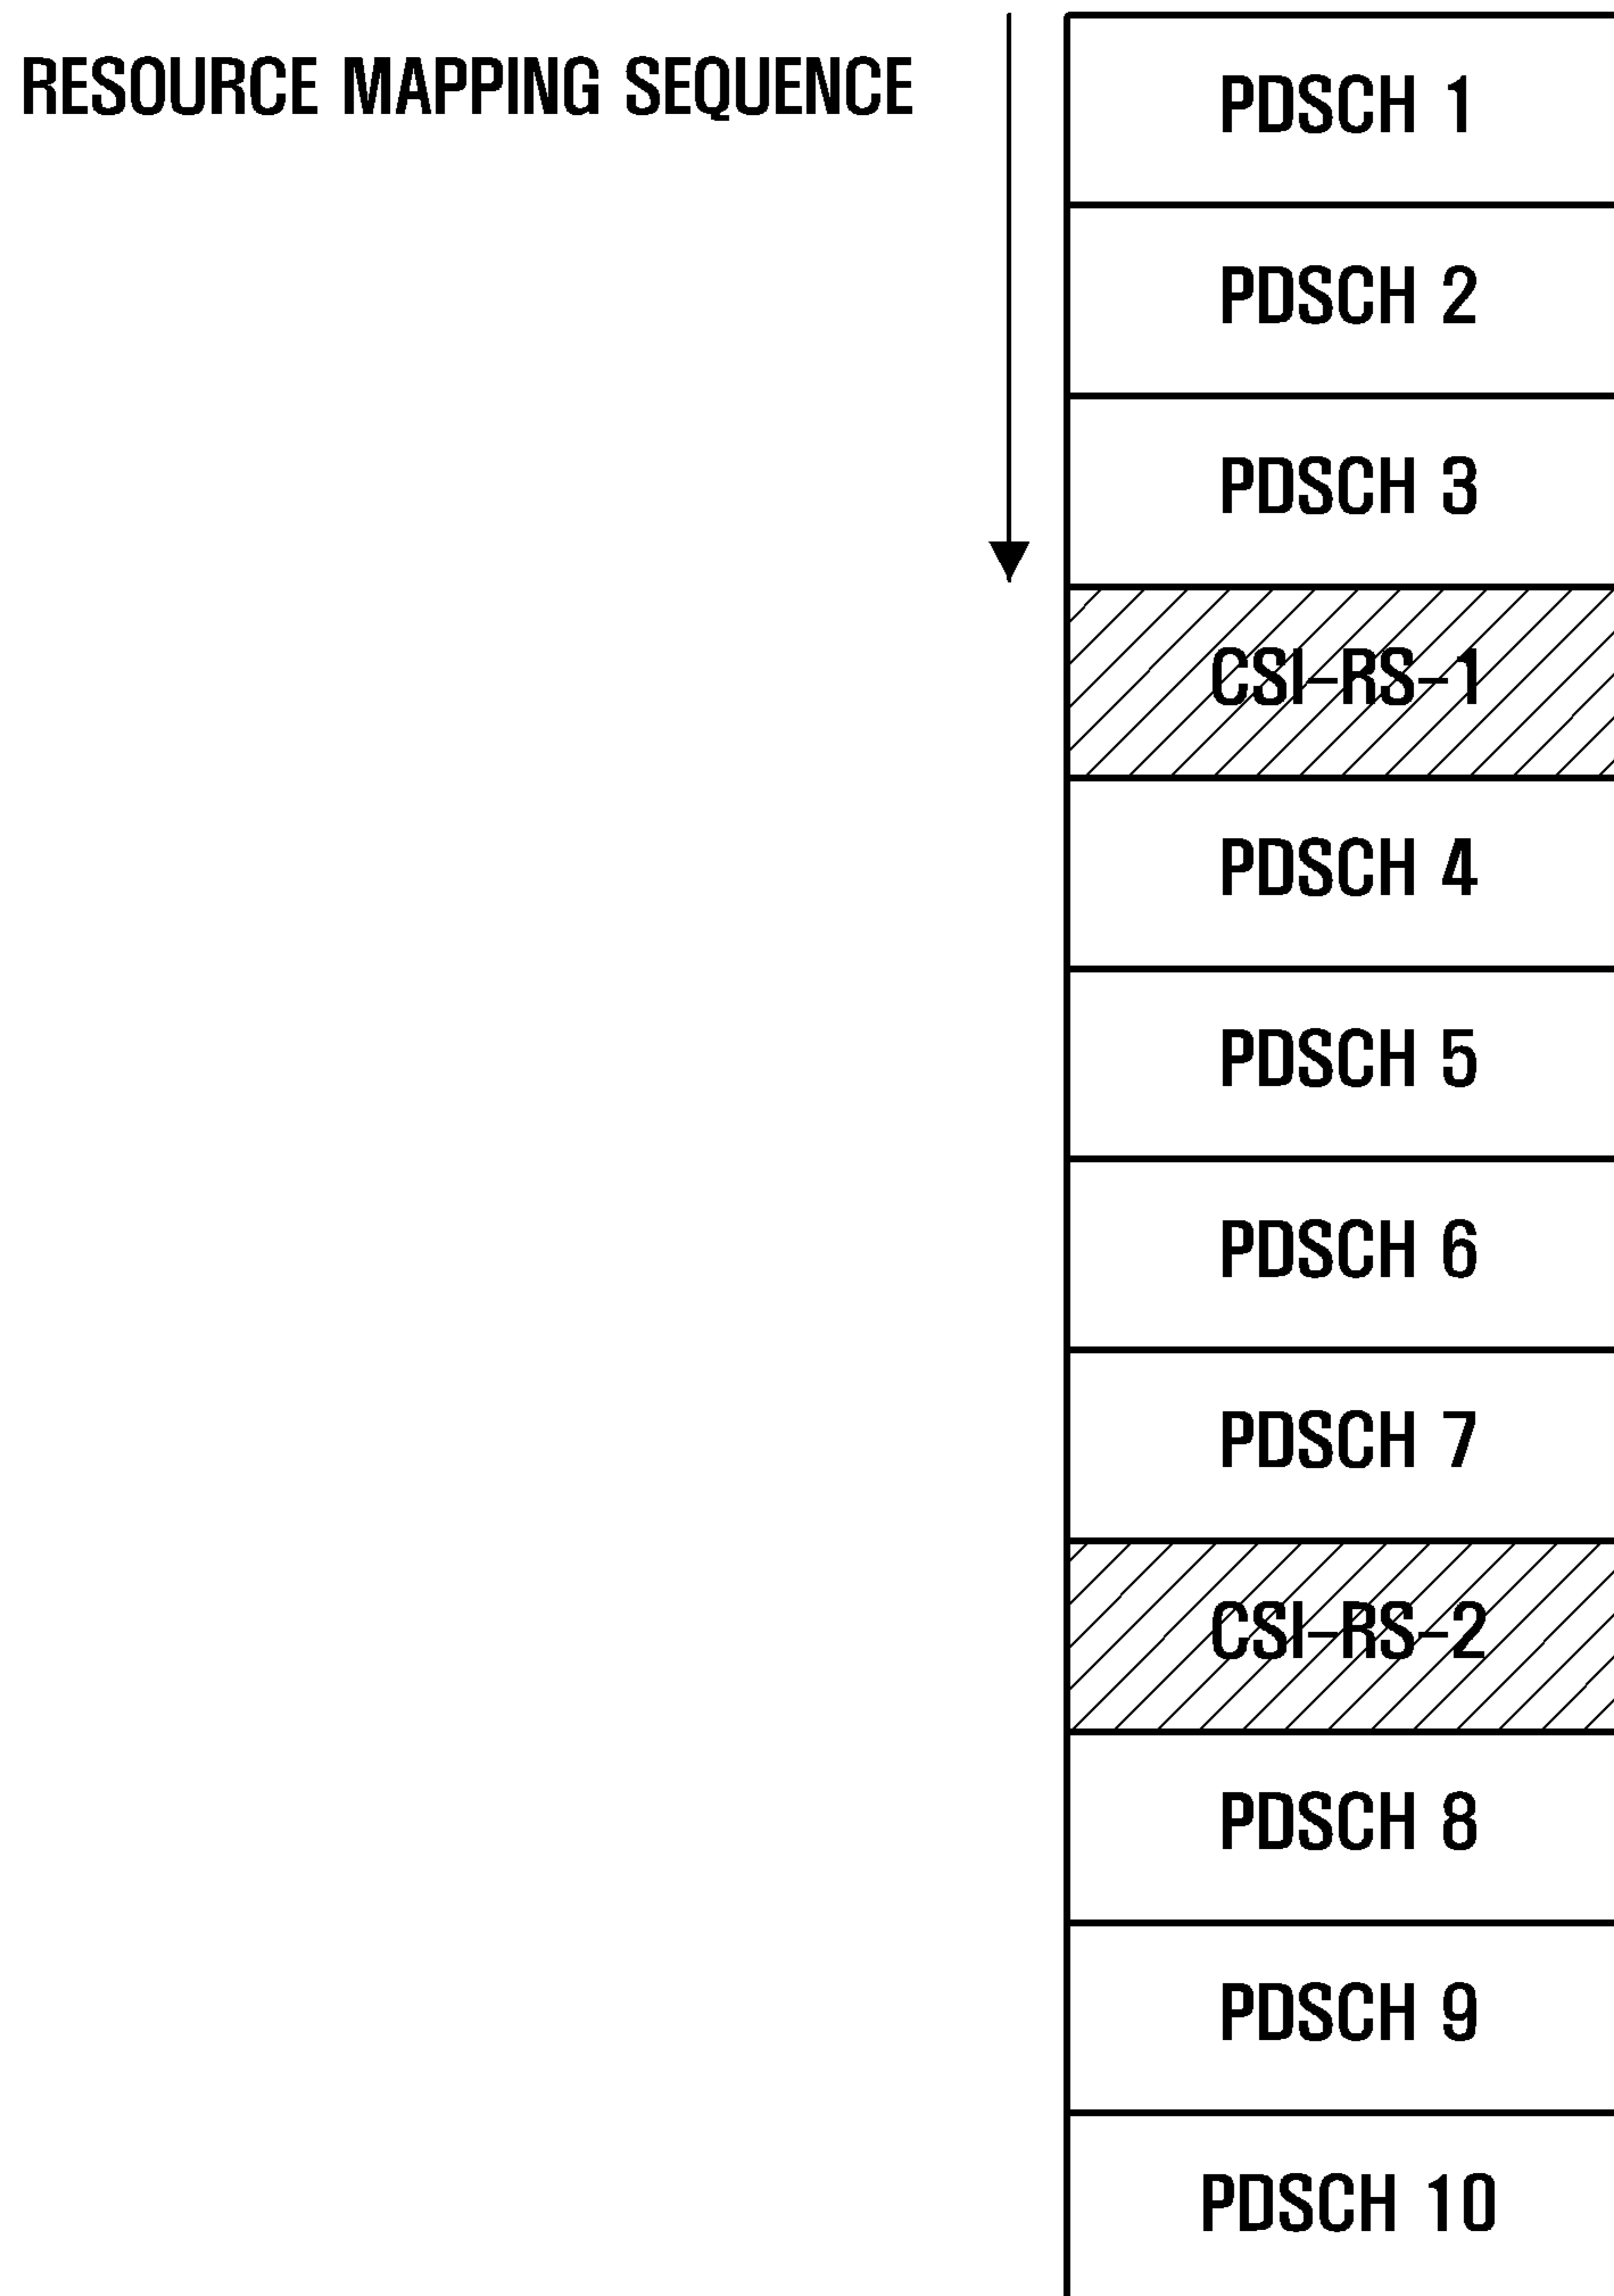 RESOURCE MAPPING SEQUENCE
PDSCH 1
PDSCH 2
PDSCH 3
CSI-RS-1
PDSCH 4
PDSCH 5
PDSCH 6
PDSCH 7
CSI-RS-2
PDSCH 8
PDSCH 9
PDSCH 10